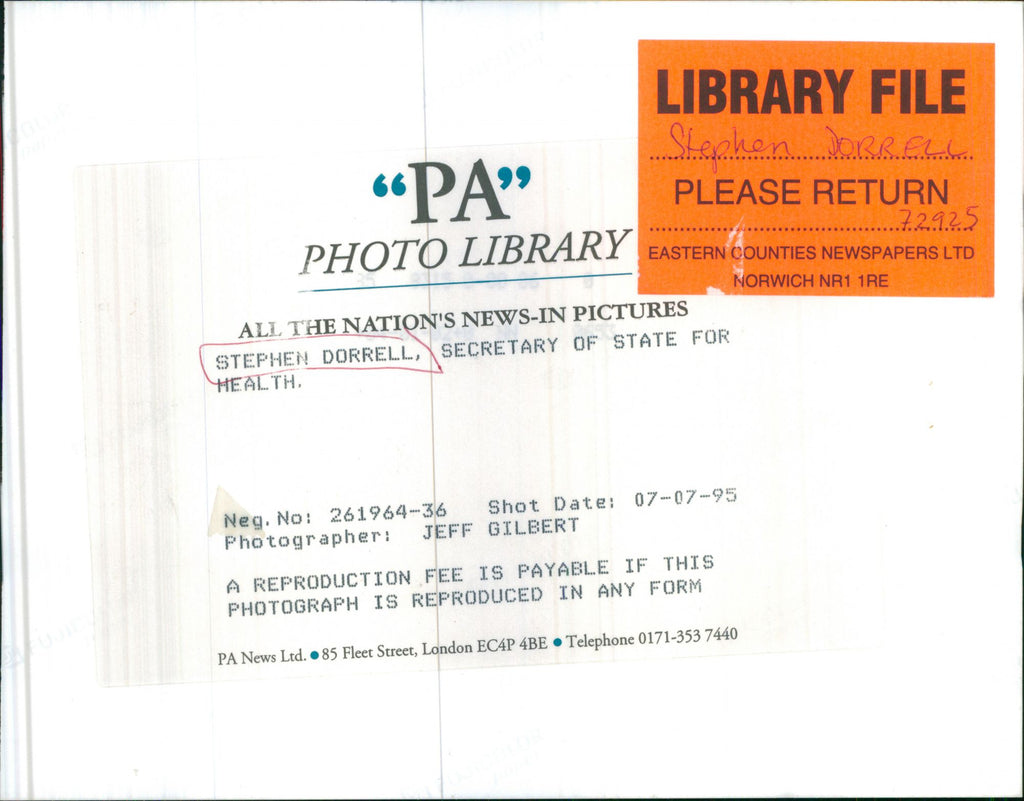 LIBRARY FILE
Stephen DORRELL
PLEASE RETURN
72925
EASTERN COUNTIES NEWSPAPERS LTD
NORWICH NR1 1RE
“PA”
PHOTO LIBRARY
ALL THE NATION'S NEWS-IN PICTURES
STEPHEN DORRELL, SECRETARY OF STATE FOR
HEALTH.
Neg.No: 261964-36 Shot Date: 07-07-95
Photographer: JEFF GILBERT
A REPRODUCTION FEE IS PAYABLE IF THIS
PHOTOGRAPH IS REPRODUCED IN ANY FORM
PA News Ltd. ● 85 Fleet Street, London EC4P 4BE ● Telephone 0171-353 7440